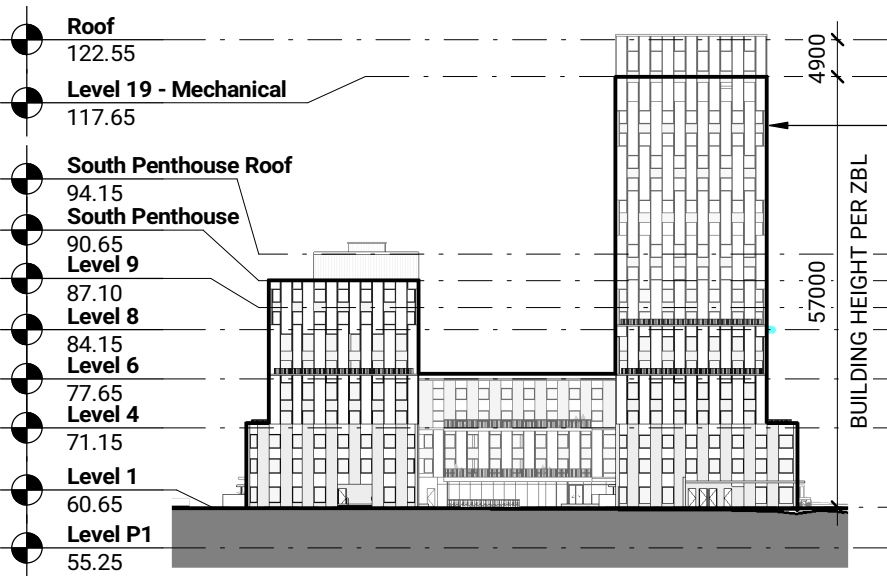 Roof
122.55
Level 19 - Mechanical
117.65
South Penthouse Roof
94.15
South Penthouse
90.65
Level 9
87.10
Level 8
84.15
Level 6
77.65
Level 4
71.15
Level 1
60.65
Level P1
55.25
4900
57000
BUILDING HEIGHT PER ZBL